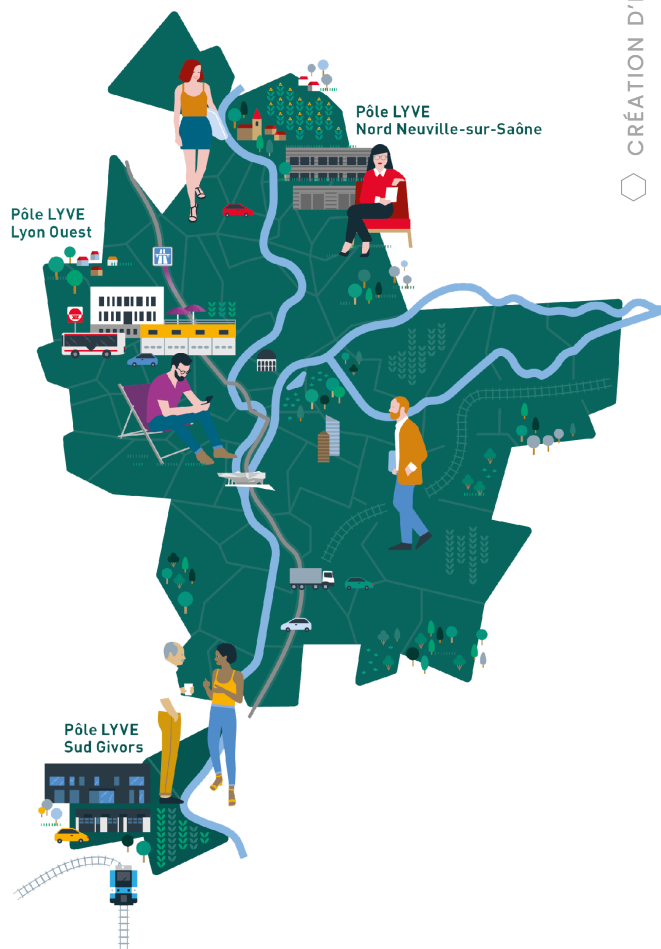 CRÉATION D'
Pôle LYVE
Nord Neuville-sur-Saône
Pôle LYVE
Lyon Ouest
Pôle LYVE
Sud Givors